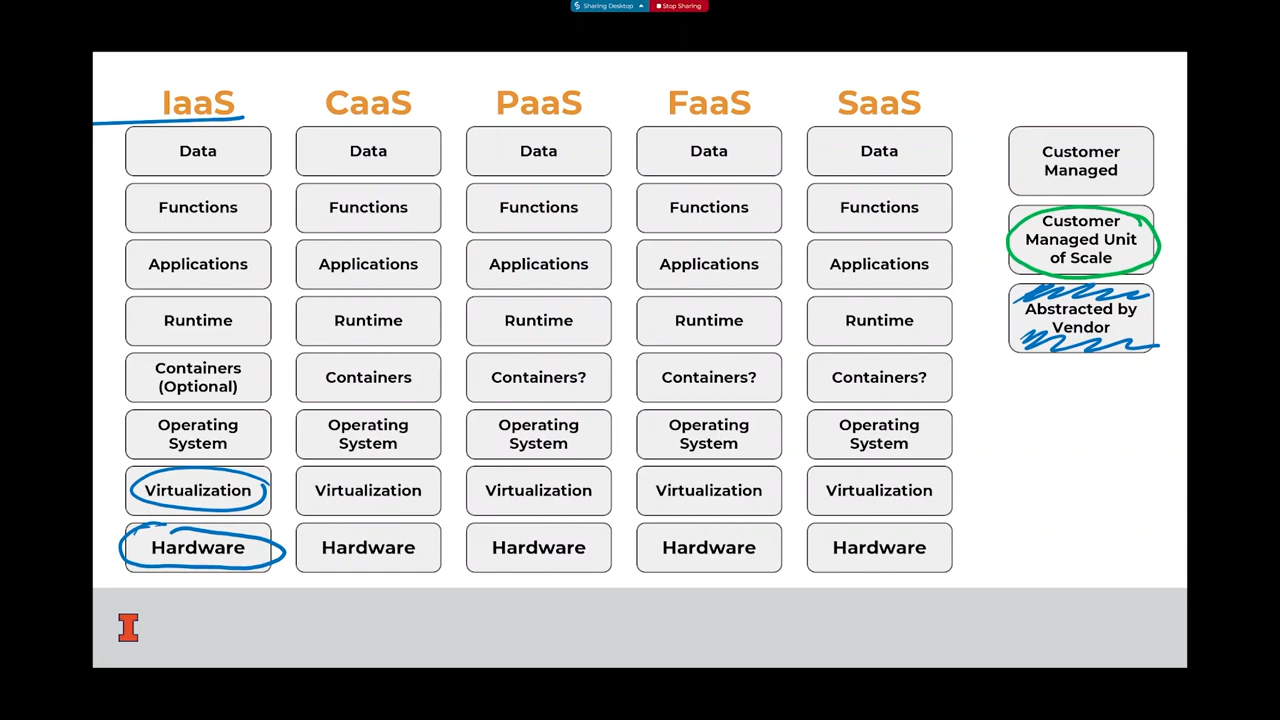 Sharing Desktop
Stop Sharing
IaaS CaaS PaaS FaaS SaaS
Data Data Data Data Data
Functions Functions Functions Functions Functions
Applications Applications Applications Applications Applications
Runtime Runtime Runtime Runtime Runtime
Containers
(Optional)
Containers Containers? Containers? Containers?
Operating
System
Operating
System
Operating
System
Operating
System
Operating
System
Virtualization Virtualization Virtualization Virtualization Virtualization
Hardware Hardware Hardware Hardware Hardware
Customer
Managed
Customer
Managed Unit
of Scale
Abstracted by
Vendor
I